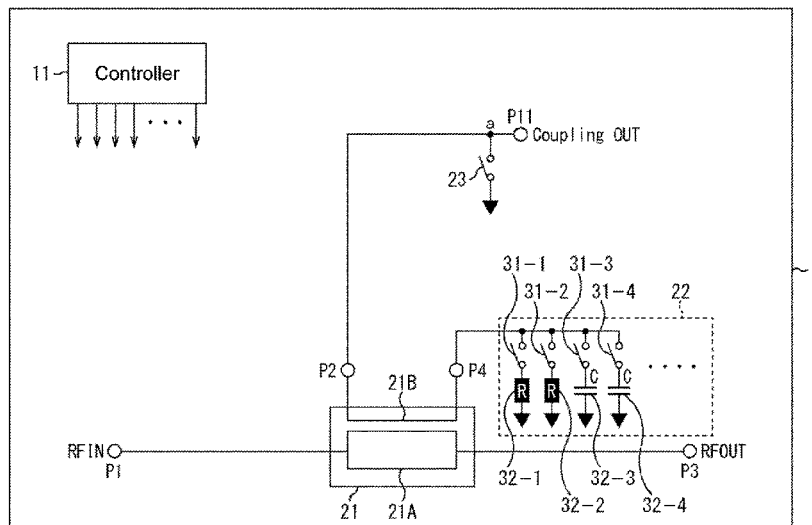 11
Controller
P11
a
Coupling OUT
23
31-1
31-2
31-3
31-4
22
P2
P4
21B
R
R
C
C
RFIN
P1
RFOUT
P3
21
21A
32-1
32-2
32-3
32-4